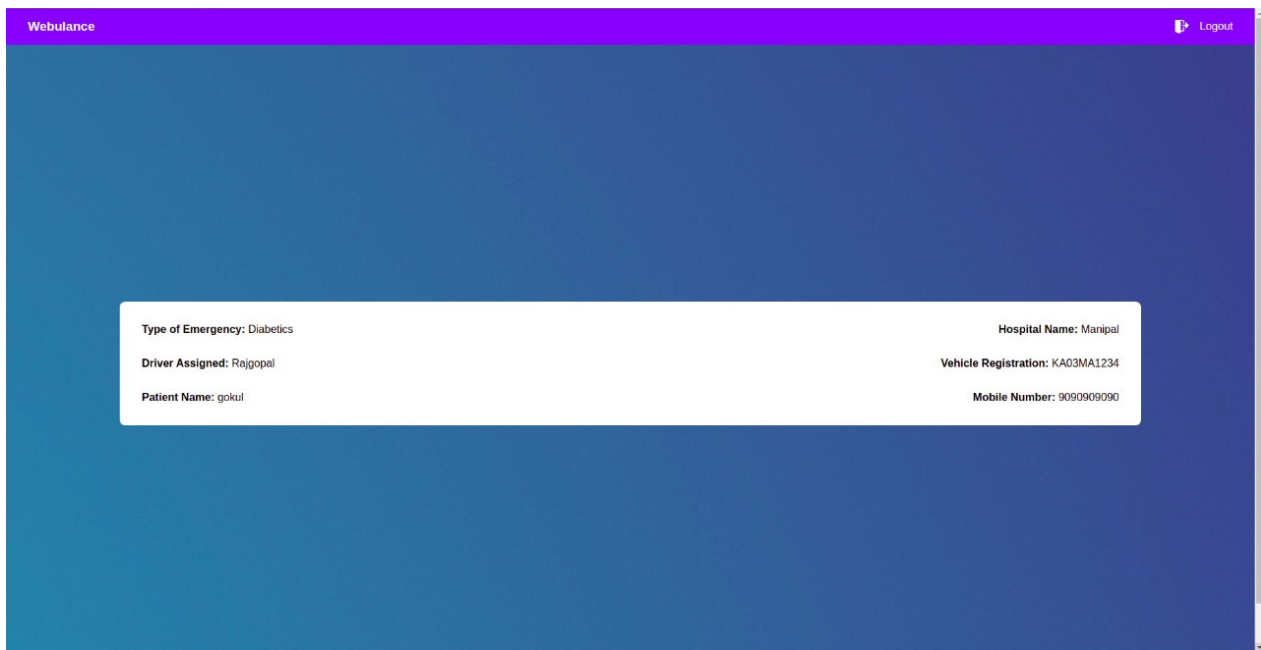 Webulance Logout
Type of Emergency: Diabetics Hospital Name: Manipal
Driver Assigned: Rajgopal Vehicle Registration: KA03MA1234
Patient Name: gokul Mobile Number: 9090909090